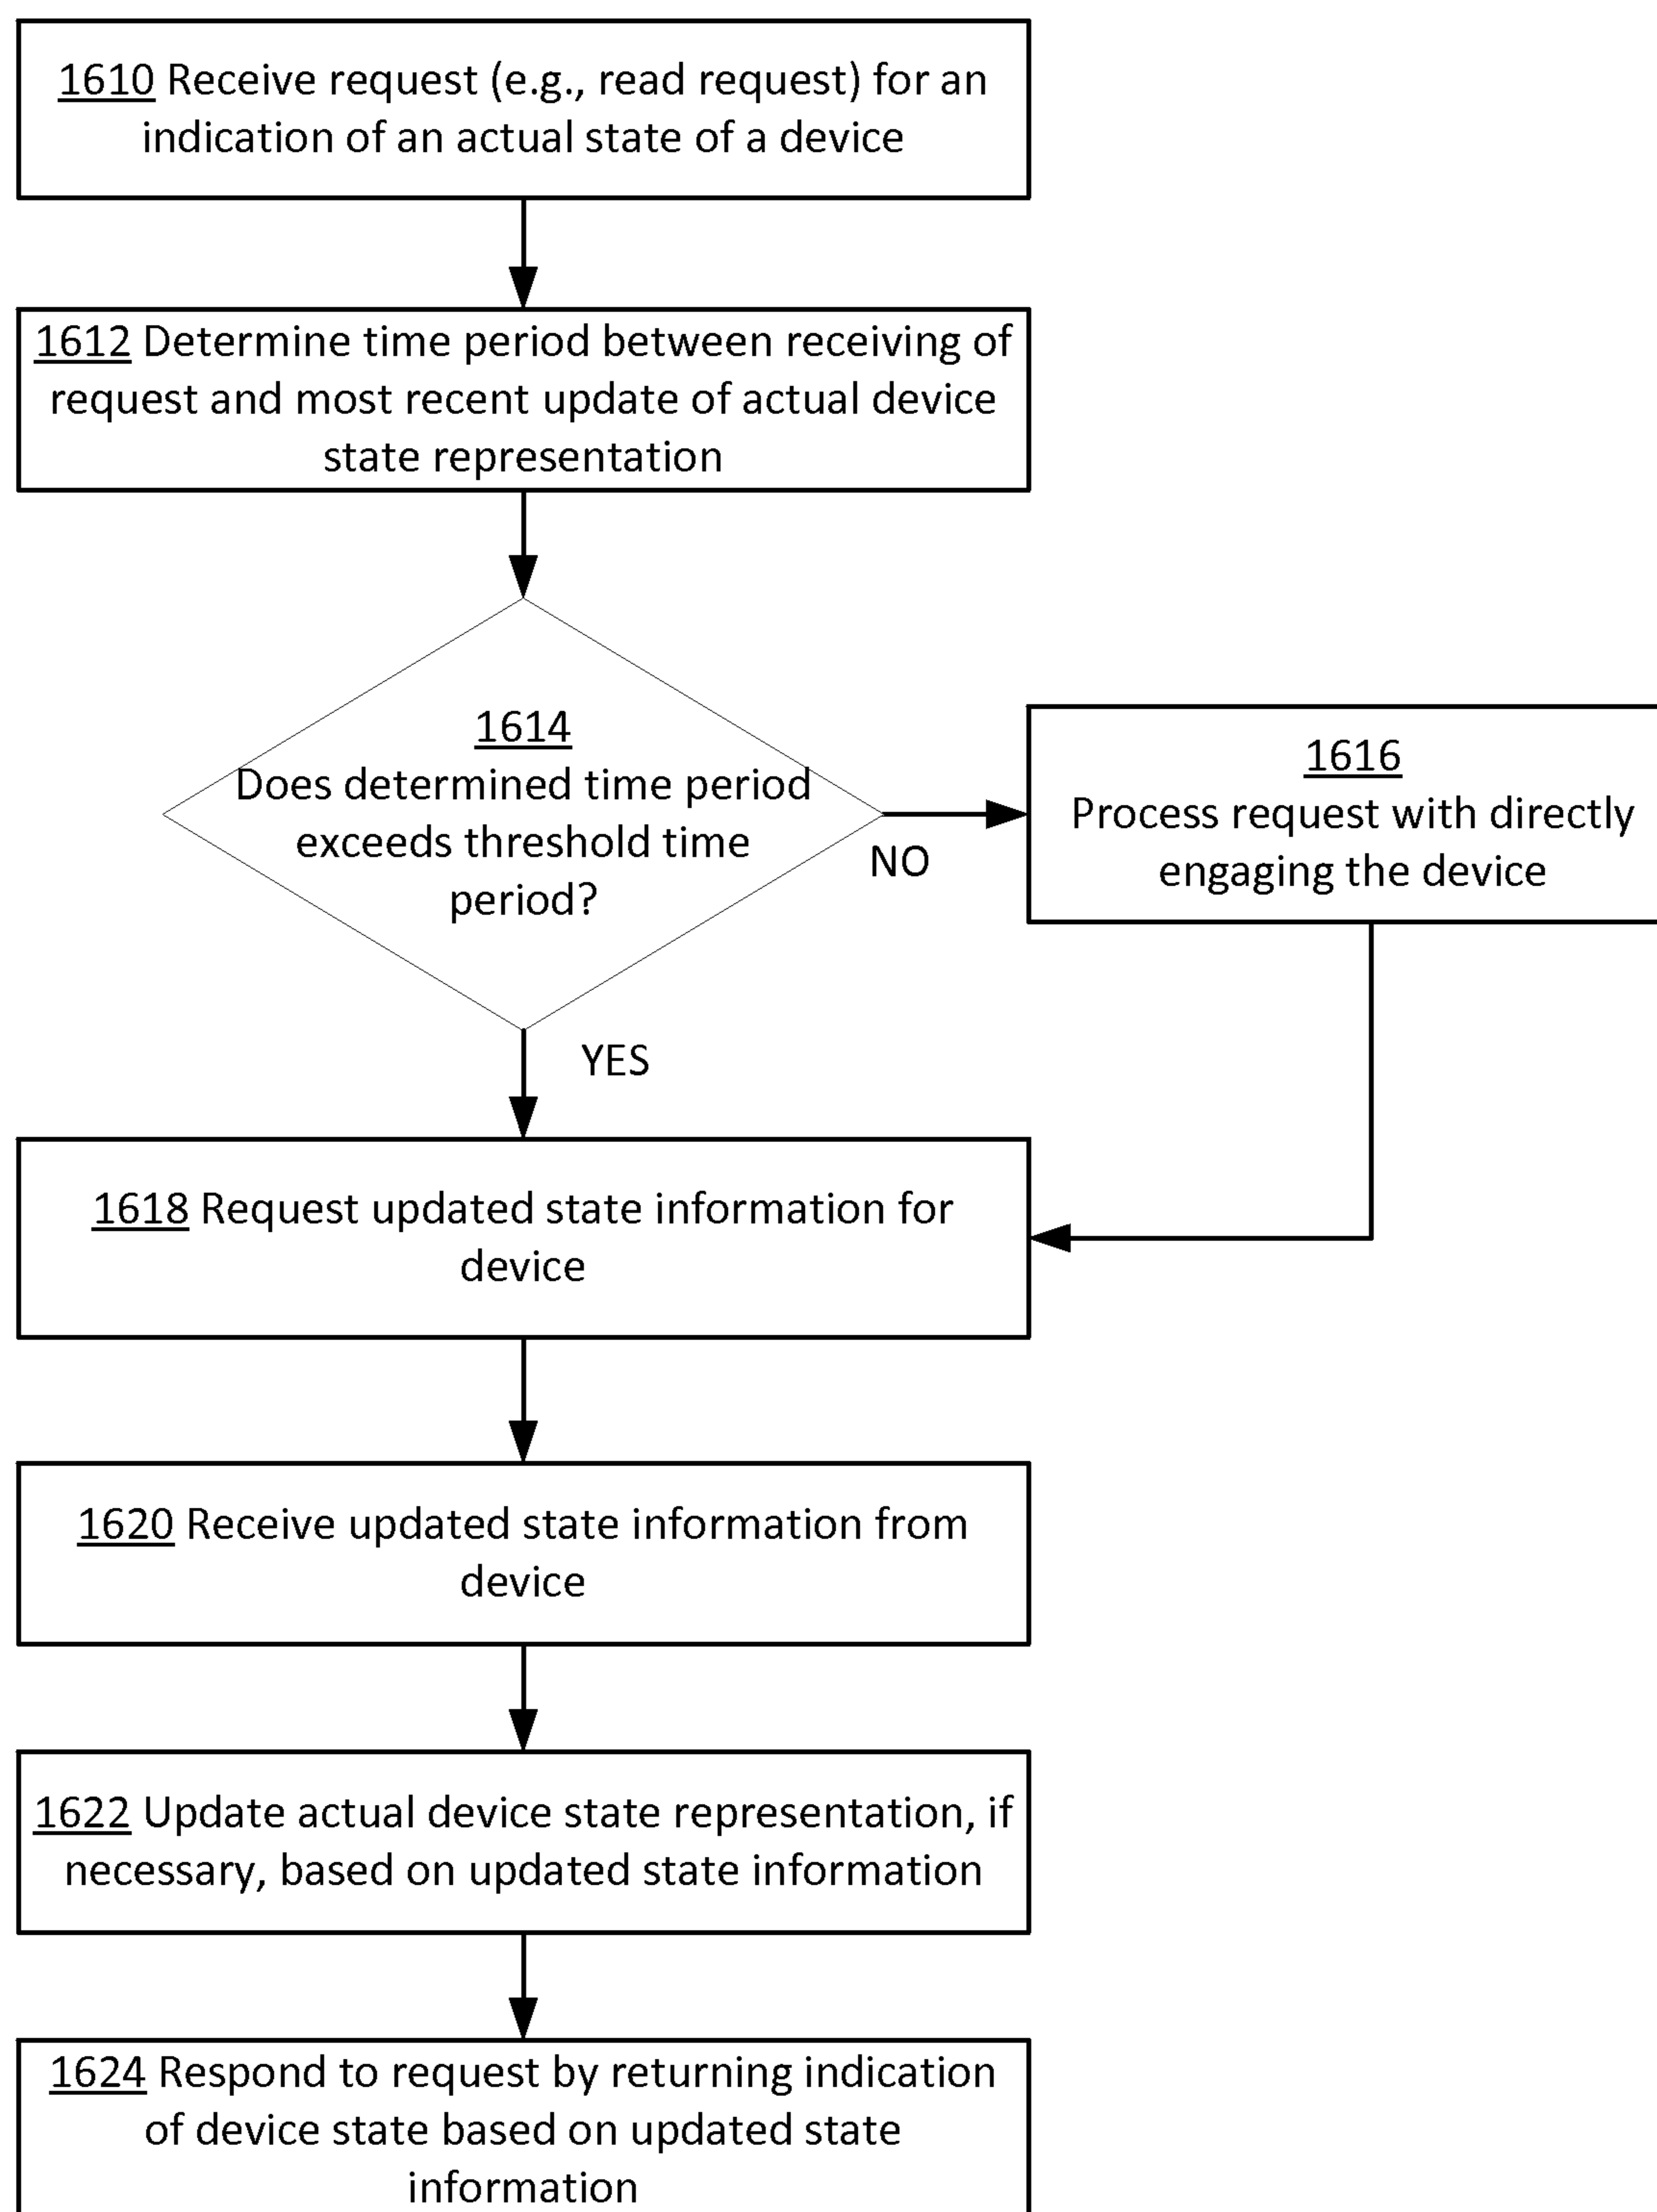 1610 Receive request (e.g., read request) for an
indication of an actual state of a device
1612 Determine time period between receiving of
request and most recent update of actual device
state representation
1614
Does determined time period
exceeds threshold time
period?
NO
1616
Process request with directly
engaging the device
YES
1618 Request updated state information for
device
1620 Receive updated state information from
device
1622 Update actual device state representation, if
necessary, based on updated state information
1624 Respond to request by returning indication
of device state based on updated state
information